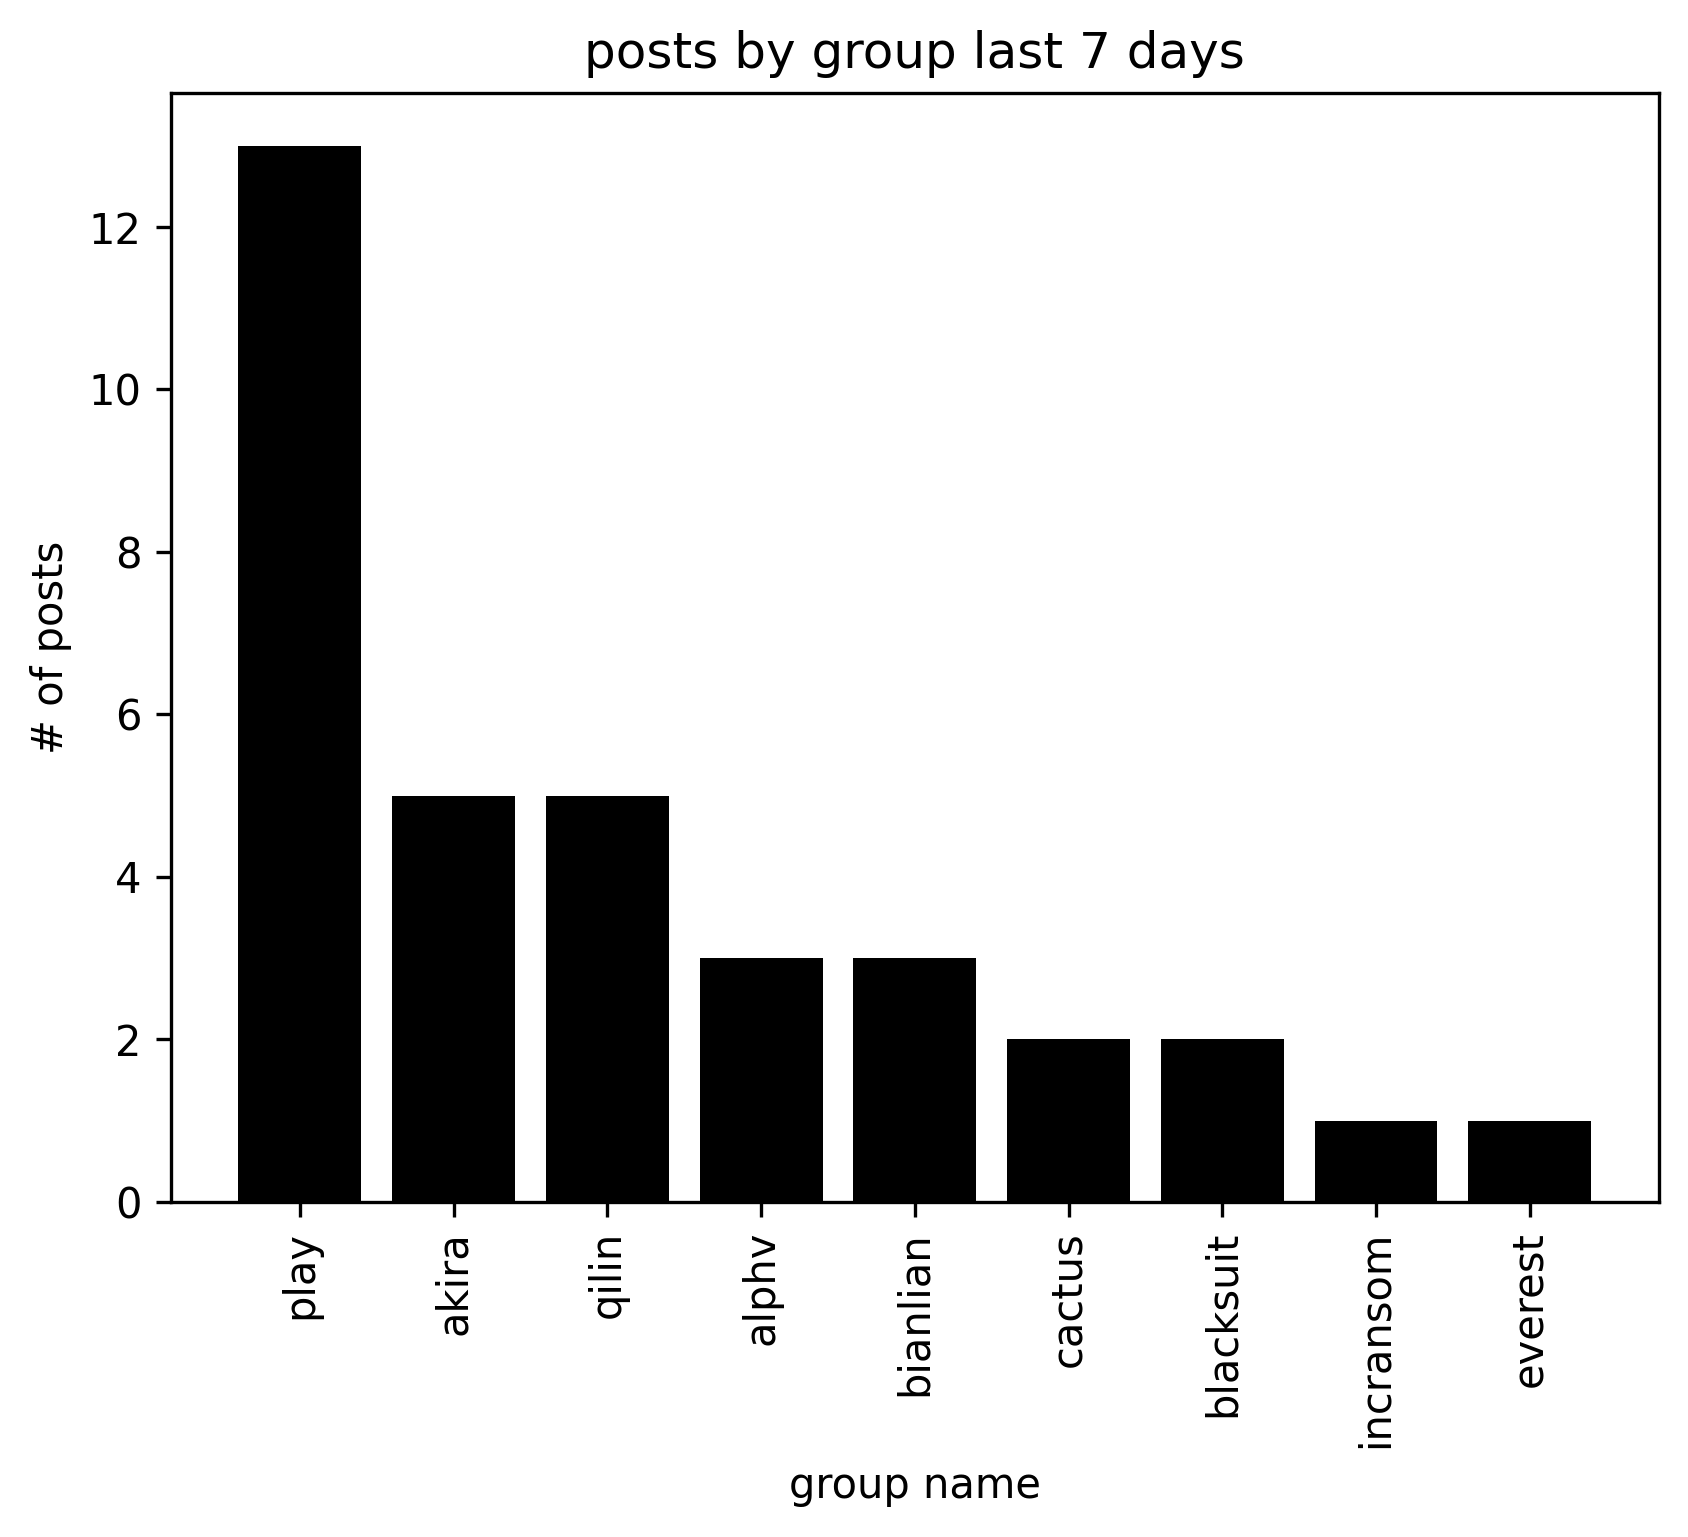 posts by group last 7 days
# of posts
12
10
8
6
4
2
0
play
akira
qilin
alphv
bianlian
cactus
blacksuit
incransom
everest
group name